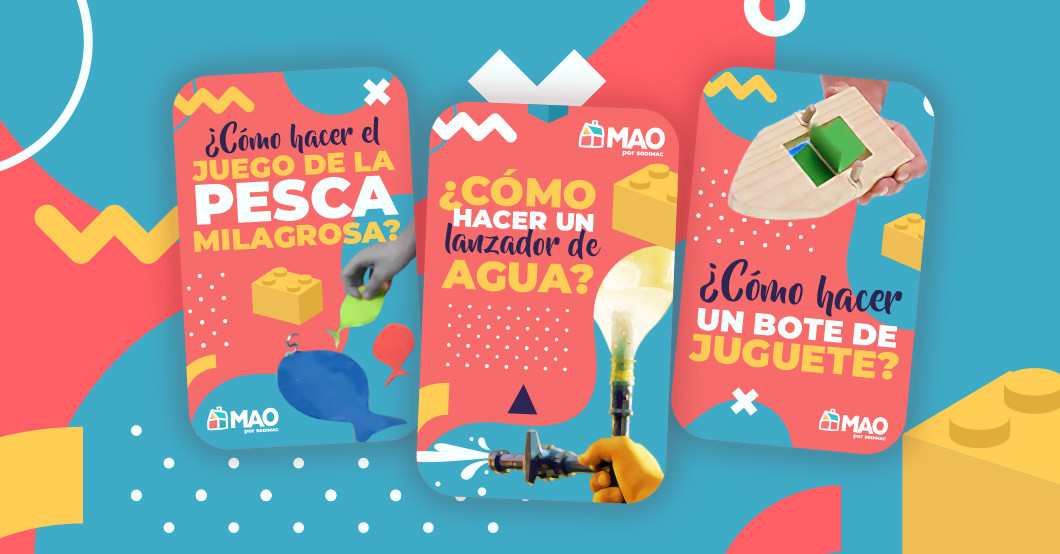 ¿Cómo hacer el
JUEGO DE LA
PESCA
MILAGROSA?
MAO
por SODIMAC
MAO
por SODIMAC
¿CÓMO
HACER UN
lanzador de
AGUA?
¿Cómo hacer
UN BOTE DE
JUGUETE?
MAO
por SODIMAC